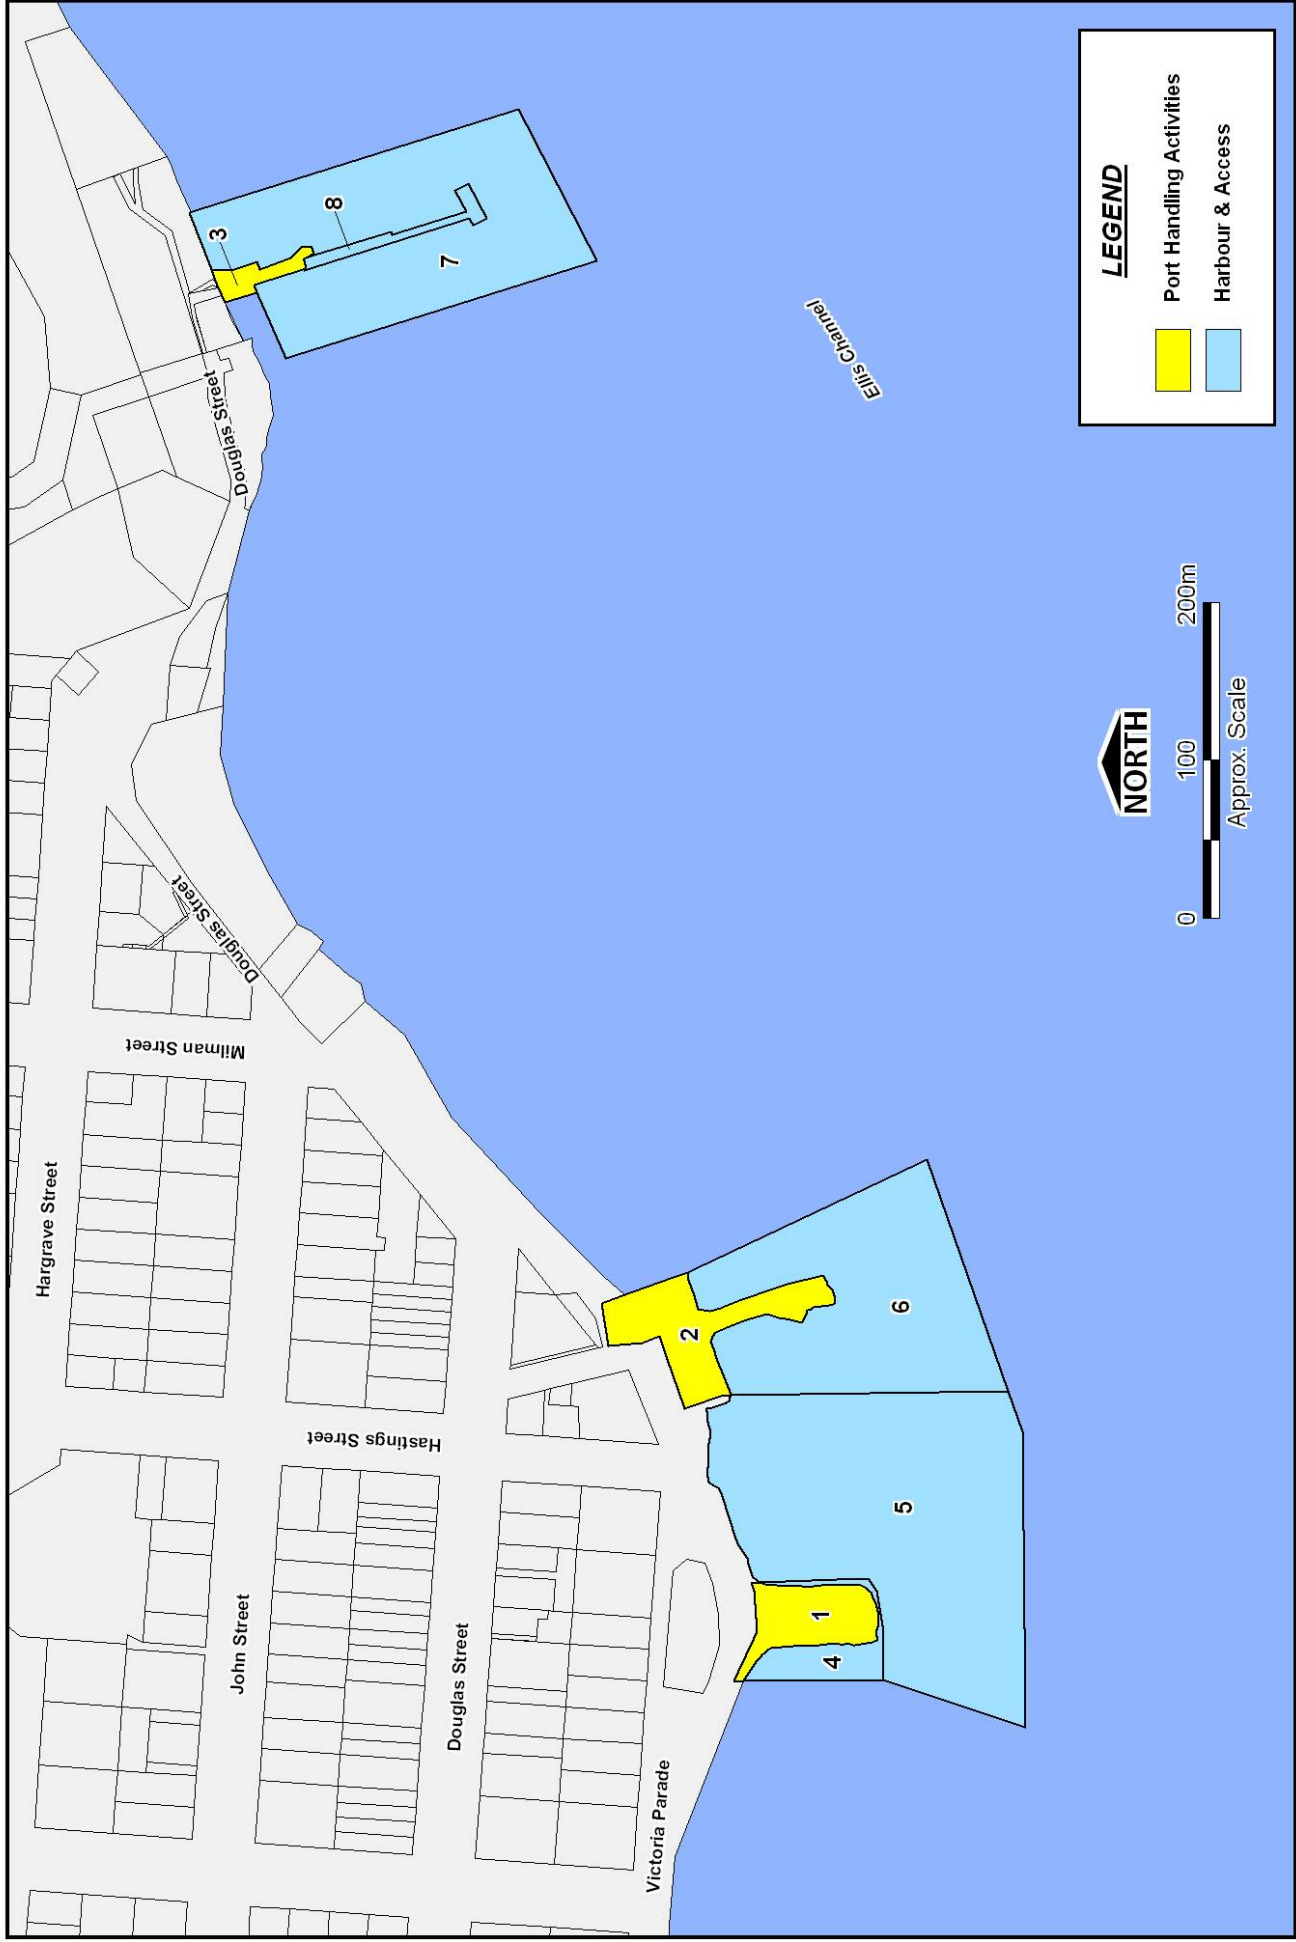 Hargrave Street
John Street
Milman Street
Douglas Street
Douglas Street
Hastings Street
Douglas Street
Victoria Parade
1
2
3
4
5
6
7
8
Ellis Channel
NORTH
0 100 200m
Approx. Scale
LEGEND
Port Handling Activities
Harbour & Access